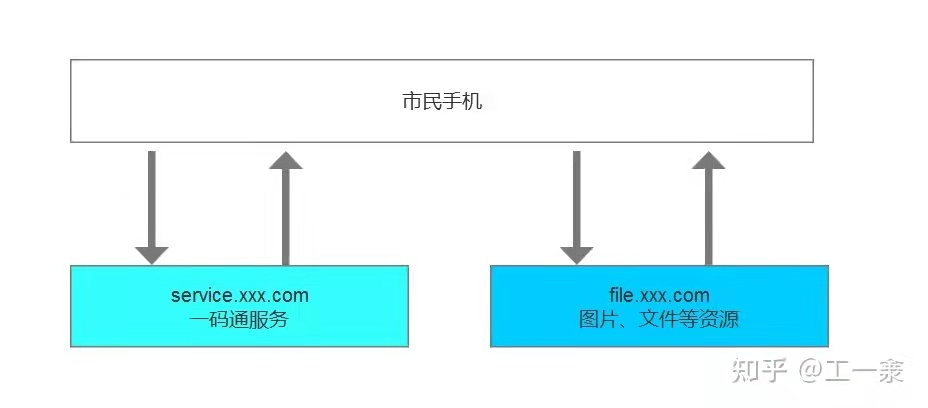 市民手机
service.xxx.com
一码通服务
file.xxx.com
图片、文件等资源
知乎 @工一亵